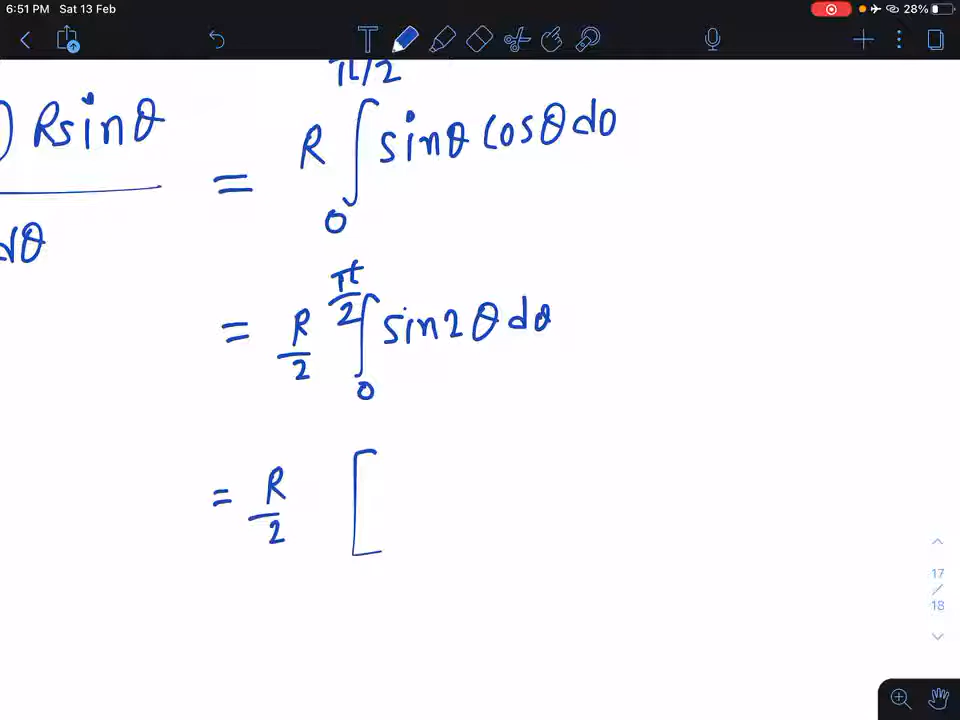 6:51 PM Sat 13 Feb 28%
T
) R sinθ
dθ
= R ∫ sinθ cosθ dθ
π/2
0
= R/2 ∫ sin2θ dθ
π/2
0
= R/2 [
17
/
18